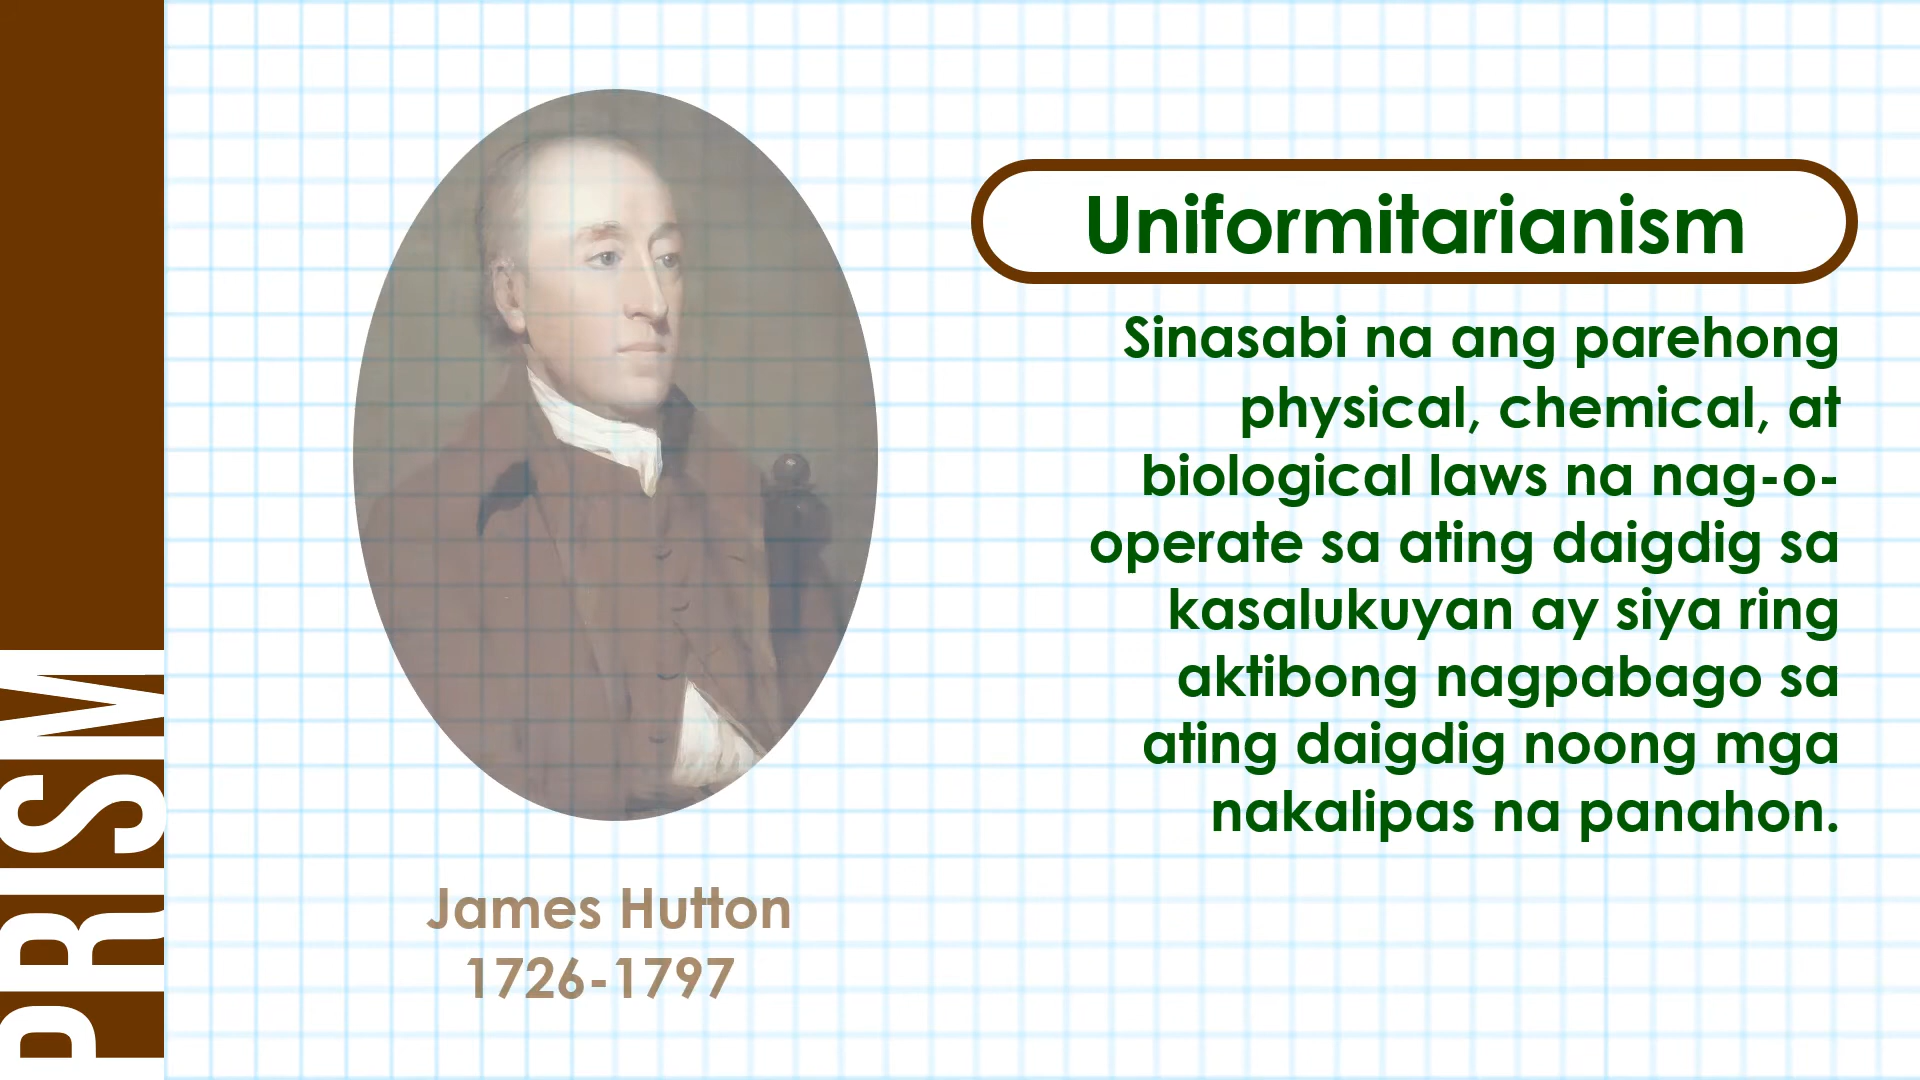 PRISM
Uniformitarianism
Sinasabi na ang parehong
physical, chemical, at
biological laws na nag-o-
operate sa ating daigdig sa
kasalukuyan ay siya ring
aktibong nagpabago sa
ating daigdig noong mga
nakalipas na panahon.
James Hutton
1726-1797